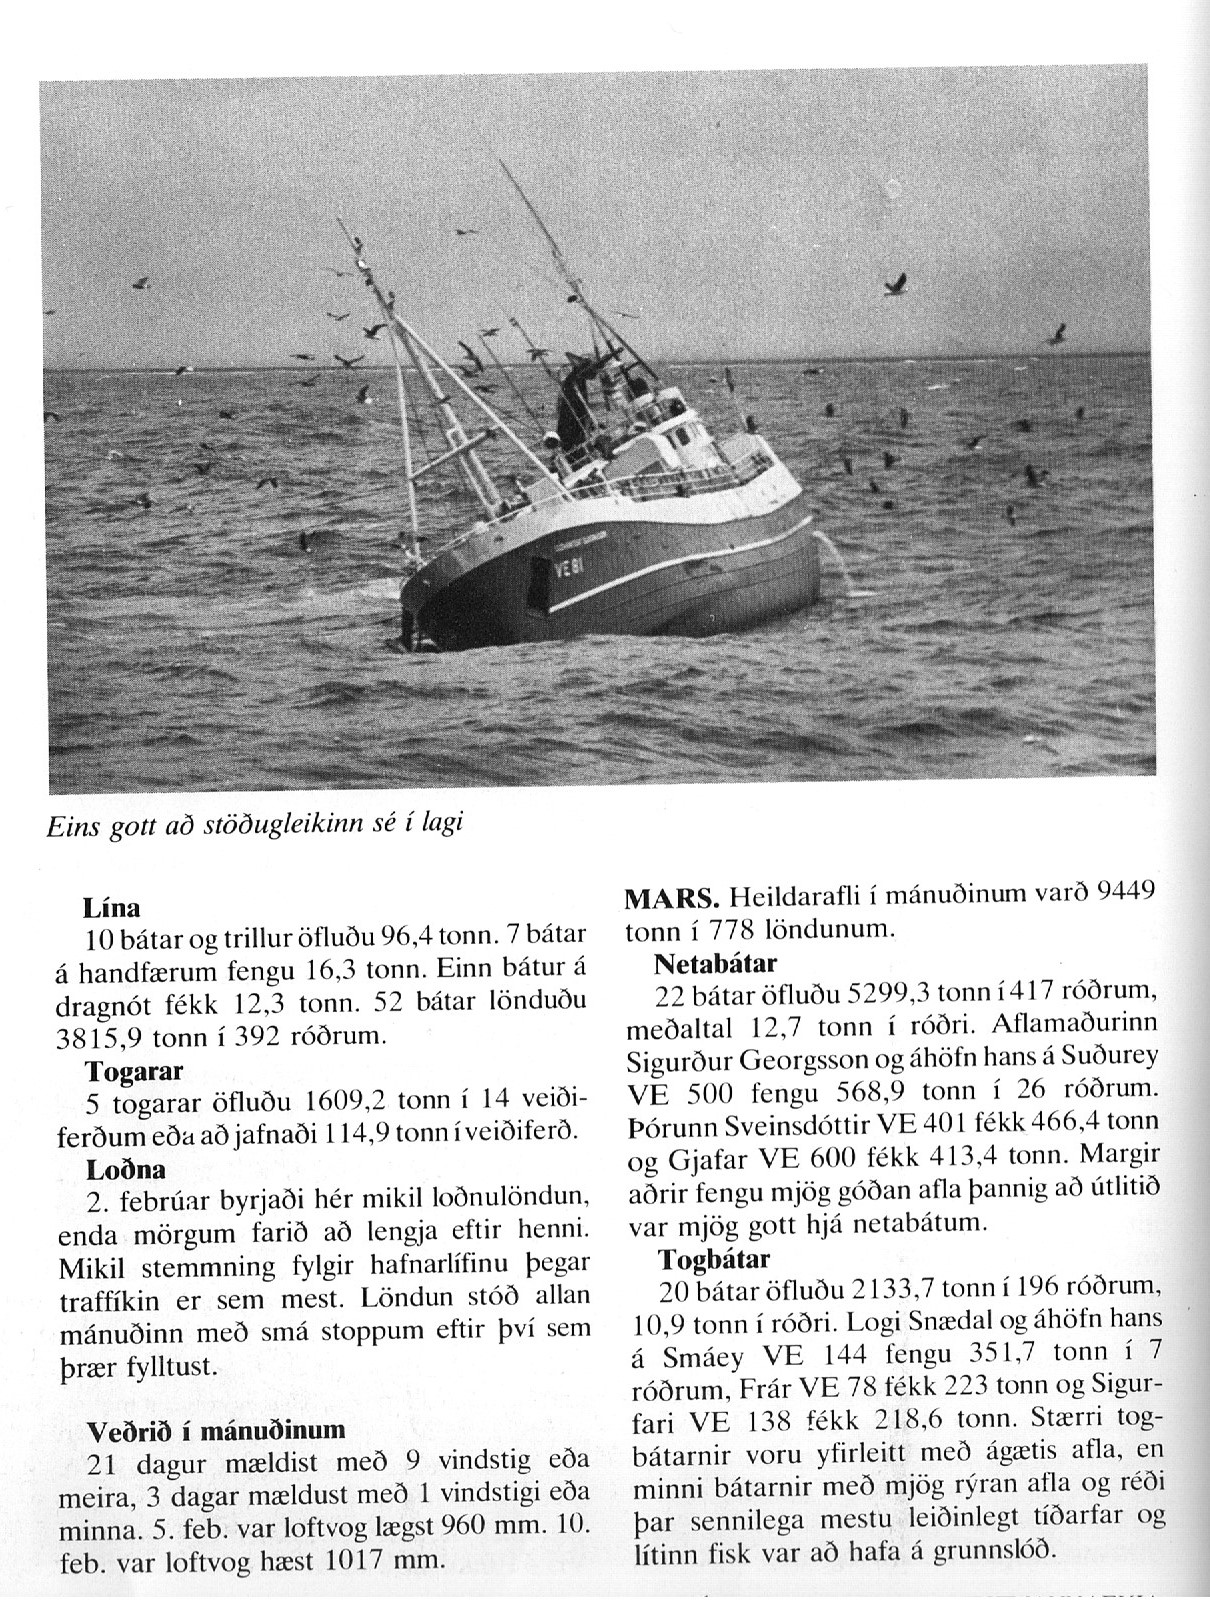 VE 81
Eins gott að stöðugleikinn sé í lagi
Lína
10 bátar og trillur öfluðu 96,4 tonn. 7 bátar
á handfærum fengu 16,3 tonn. Einn bátur á
dragnót fékk 12,3 tonn. 52 bátar lönduðu
3815,9 tonn í 392 róðrum.
Togarar
5 togarar öfluðu 1609,2 tonn í 14 veiði-
ferðum eða að jafnaði 114,9 tonn í veiðiferð.
Loðna
2. febrúar byrjaði hér mikil loðnulöndun,
enda mörgum farið að lengja eftir henni.
Mikil stemmning fylgir hafnarlífinu þegar
traffíkin er sem mest. Löndun stóð allan
mánuðinn með smá stoppum eftir því sem
þrær fylltust.
Veðrið í mánuðinum
21 dagur mældist með 9 vindstig eða
meira, 3 dagar mældust með 1 vindstigi eða
minna. 5. feb. var loftvog lægst 960 mm. 10.
feb. var loftvog hæst 1017 mm.
MARS. Heildarafli í mánuðinum varð 9449
tonn í 778 löndunum.
Netabátar
22 bátar öfluðu 5299,3 tonn í 417 róðrum,
meðaltal 12,7 tonn í róðri. Aflamaðurinn
Sigurður Georgsson og áhöfn hans á Suðurey
VE 500 fengu 568,9 tonn í 26 róðrum.
Þórunn Sveinsdóttir VE 401 fékk 466,4 tonn
og Gjafar VE 600 fékk 413,4 tonn. Margir
aðrir fengu mjög góðan afla þannig að útlitið
var mjög gott hjá netabátum.
Togbátar
20 bátar öfluðu 2133,7 tonn í 196 róðrum,
10,9 tonn í róðri. Logi Snædal og áhöfn hans
á Smáey VE 144 fengu 351,7 tonn í 7
róðrum, Frár VE 78 fékk 223 tonn og Sigur-
fari VE 138 fékk 218,6 tonn. Stærri tog-
bátarnir voru yfirleitt með ágætis afla, en
minni bátarnir með mjög rýran afla og réði
þar sennilega mestu leiðinlegt tíðarfar og
lítinn fisk var að hafa á grunnslóð.